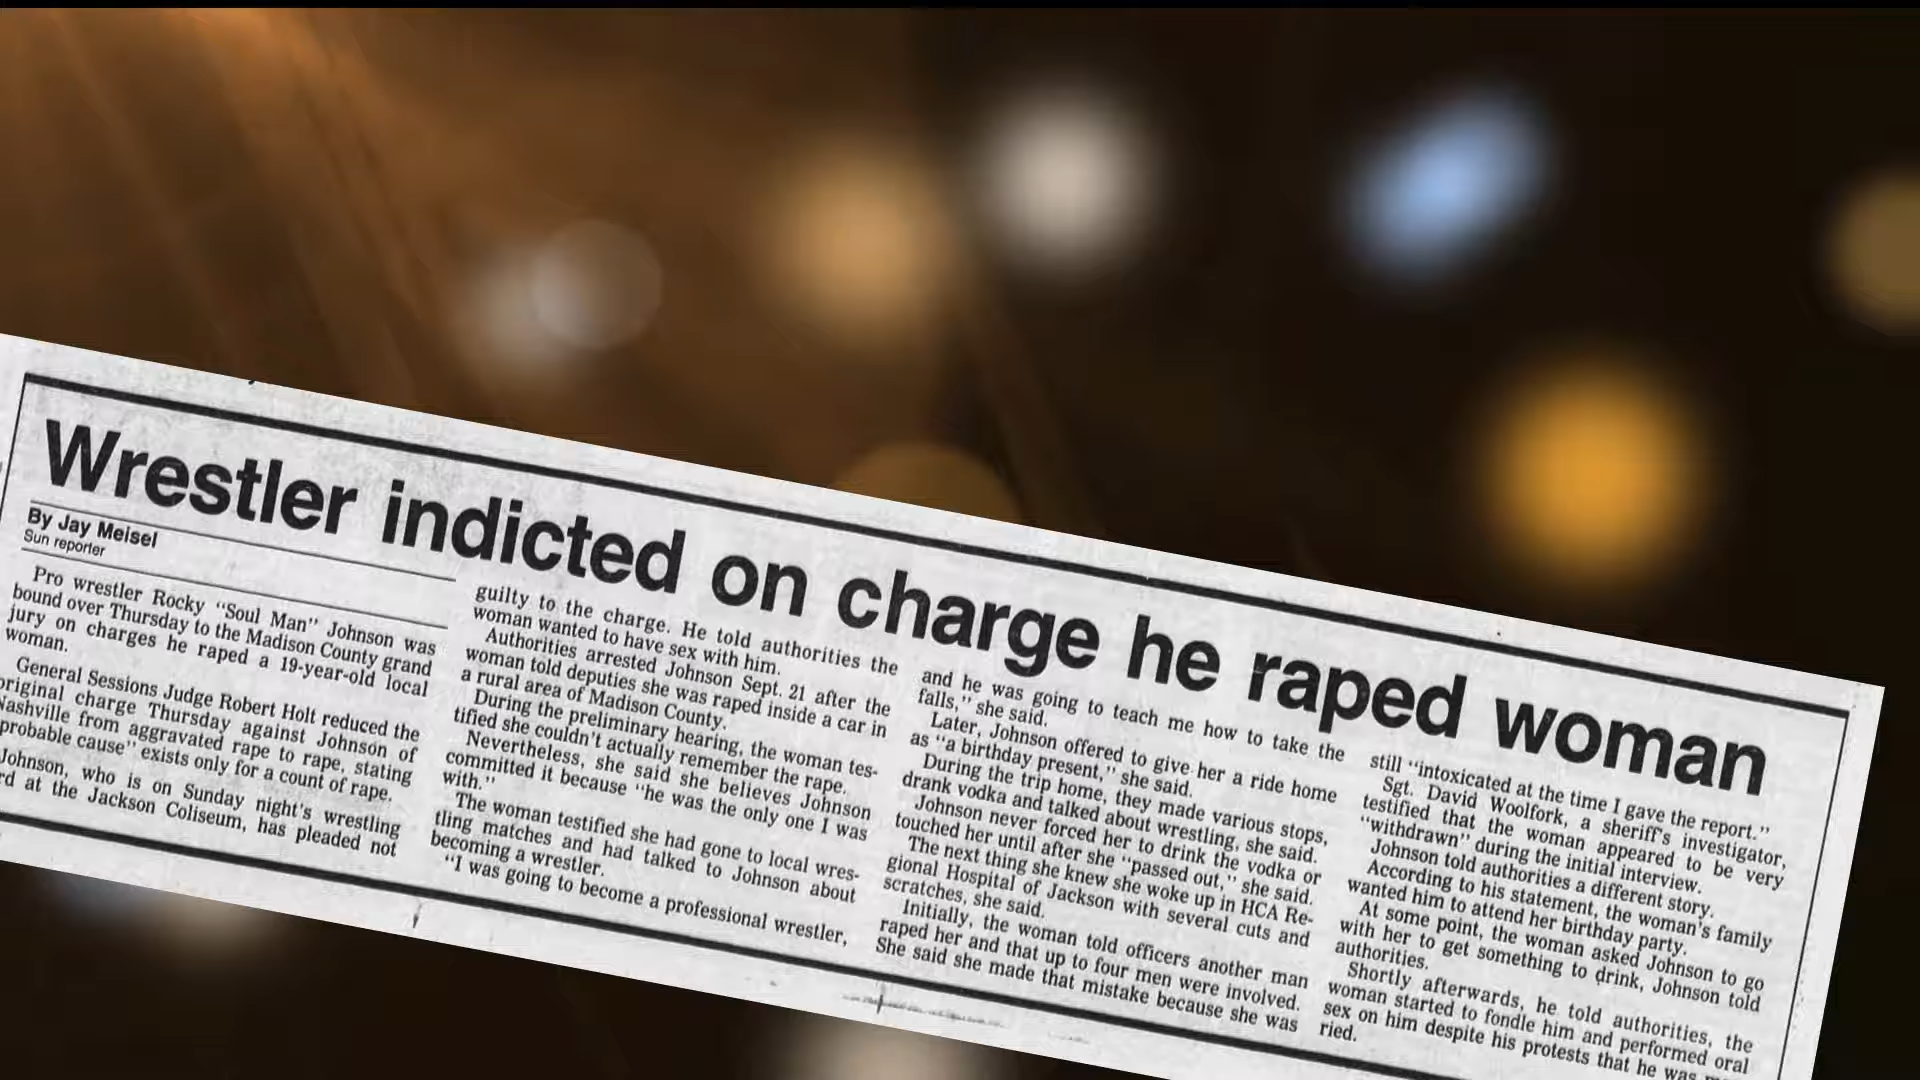 Wrestler indicted on charge he raped woman
By Jay Meisel
Sun reporter
Pro wrestler Rocky "Soul Man" Johnson was
bound over Thursday to the Madison County grand
jury on charges he raped a 19-year-old local
woman.
General Sessions Judge Robert Holt reduced the
original charge Thursday against Johnson of
Nashville from aggravated rape to rape, stating
probable cause" exists only for a count of rape.
Johnson, who is on Sunday night's wrestling
rd at the Jackson Coliseum, has pleaded not
guilty to the charge. He told authorities the
woman wanted to have sex with him.
Authorities arrested Johnson Sept. 21 after the
woman told deputies she was raped inside a car in
a rural area of Madison County.
During the preliminary hearing, the woman tes-
tified she couldn't actually remember the rape.
Nevertheless, she said she believes Johnson
committed it because "he was the only one I was
with."
The woman testified she had gone to local wres-
tling matches and had talked to Johnson about
becoming a wrestler.
"I was going to become a professional wrestler,
and he was going to teach me how to take the
falls," she said.
Later, Johnson offered to give her a ride home
as "a birthday present," she said.
During the trip home, they made various stops,
drank vodka and talked about wrestling, she said.
Johnson never forced her to drink the vodka or
touched her until after she "passed out," she said.
The next thing she knew she woke up in HCA Re-
gional Hospital of Jackson with several cuts and
scratches, she said.
Initially, the woman told officers another man
raped her and that up to four men were involved.
She said she made that mistake because she was
still "intoxicated at the time I gave the report."
Sgt. David Woolfork, a sheriff's investigator,
testified that the woman appeared to be very
"withdrawn" during the initial interview.
Johnson told authorities a different story.
According to his statement, the woman's family
wanted him to attend her birthday party.
At some point, the woman asked Johnson to go
with her to get something to drink, Johnson told
authorities.
Shortly afterwards, he told authorities, the
woman started to fondle him and performed oral
sex on him despite his protests that he was
ried.